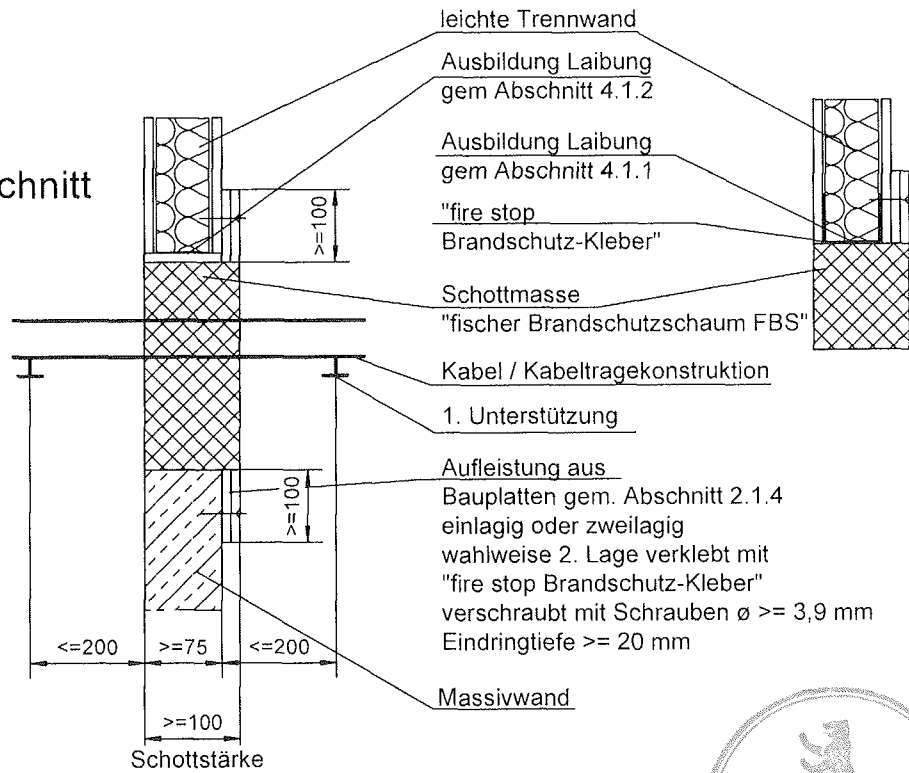 leichte Trennwand
Ausbildung Laibung
gem Abschnitt 4.1.2
chnitt
Ausbildung Laibung
gem Abschnitt 4.1.1
>=100
"fire stop
Brandschutz-Kleber"
Schottmasse
"fischer Brandschutzschaum FBS"
Kabel / Kabeltragekonstruktion
1. Unterstützung
>=100
Aufleistung aus
Bauplatten gem. Abschnitt 2.1.4
einlagig oder zweilagig
wahlweise 2. Lage verklebt mit
"fire stop Brandschutz-Kleber"
verschraubt mit Schrauben ø >= 3,9 mm
Eindringtiefe >= 20 mm
<=200
>=75
<=200
Massivwand
>=100
Schottstärke